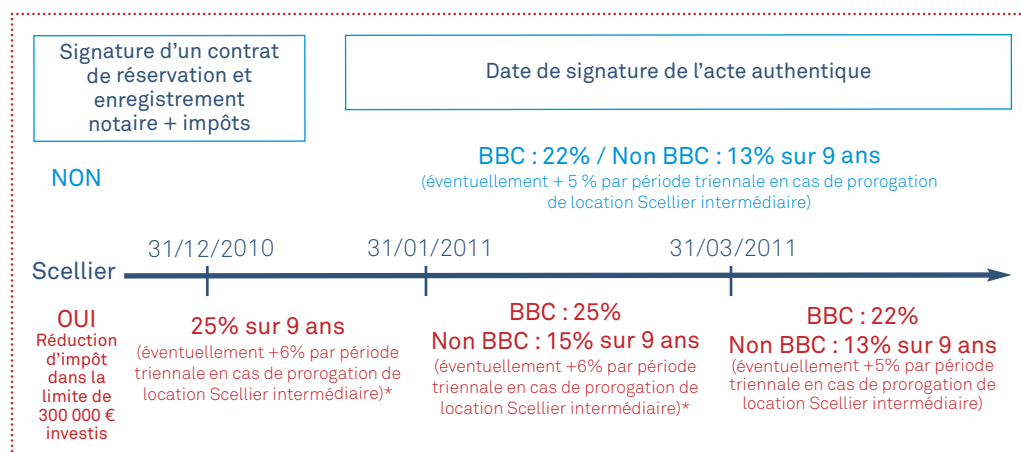 Signature d'un contrat
de réservation et
enregistrement
notaire + impôts
Date de signature de l'acte authentique
NON
BBC : 22% / Non BBC : 13% sur 9 ans
(éventuellement + 5 % par période triennale en cas de prorogation
de location Scellier intermédiaire)
31/12/2010
31/01/2011
31/03/2011
Scellier
OUI
Réduction
d'impôt
dans la
limite de
300 000 €
investis
25% sur 9 ans
(éventuellement +6% par période
triennale en cas de prorogation de
location Scellier intermédiaire)*
BBC : 25%
Non BBC : 15% sur 9 ans
(éventuellement +6% par période
triennale en cas de prorogation de
location Scellier intermédiaire)*
BBC : 22%
Non BBC : 13% sur 9 ans
(éventuellement +5% par période
triennale en cas de prorogation de
location Scellier intermédiaire)